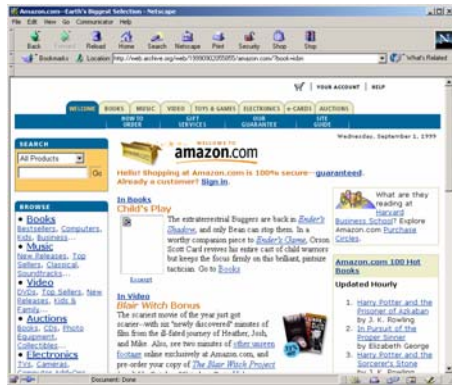 Amazon.com--Earth's Biggest Selection - Netscape
File Edit View Go Communicator Help
Back Forward Reload Home Search Netscape Print Security Shop Stop
Bookmarks Location http://web.archive.org/web/
What's Related
YOUR ACCOUNT | HELP
WELCOME BOOKS MUSIC VIDEO TOYS & GAMES ELECTRONICS e-CARDS AUCTIONS
HOW TO ORDER GIFT SERVICES OUR GUARANTEE SITE GUIDE
Wednesday, September 1, 1999
SEARCH
All Products
Go
WELCOME TO
amazon.com
Hello! Shopping at Amazon.com is 100% secure--guaranteed.
Already a customer? Sign in.
BROWSE
• Books
Bestsellers, Computers,
Kids, Business...
• Music
New Releases, Top
Sellers, Classical,
Soundtracks...
• Video
DVDs, Top Sellers, New
Releases, Kids &
Family...
• Auctions
Books, CDs, Photo
Equipment,
Collectibles...
• Electronics
TVs, Cameras,
In Books
Child's Play
The extraterrestrial Buggers are back in Ender's
Shadow, and only Bean can stop them. In a
worthy companion piece to Ender's Game, Orson
Scott Card revives his entire cast of child warriors
but keeps the focus firmly on the brilliant, punitive
tactician. Go to Books
Excerpt
In Video
Blair Witch Bonus
The scariest movie of the year just got
scarier--with six "newly discovered" minutes of
film from the ill-fated journey of Heather, Josh,
and Mike. Also, see two minutes of other unseen
footage online exclusively at Amazon.com, and
pre-order your copy of The Blair Witch Project
What are they
reading at
Harvard
Business School? Explore
Amazon.com Purchase
Circles.
Amazon.com 100 Hot
Books
Updated Hourly
1. Harry Potter and the
Prisoner of Azkaban
by J. K. Rowling
2. In Pursuit of the
Proper Sinner
by Elizabeth George
3. Harry Potter and the
Sorcerer's Stone
Document: Done